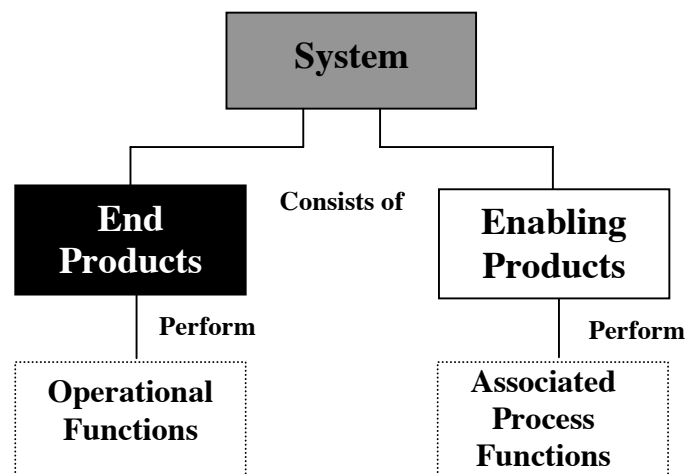 System
Consists of
End
Products
Enabling
Products
Perform
Perform
Operational
Functions
Associated
Process
Functions